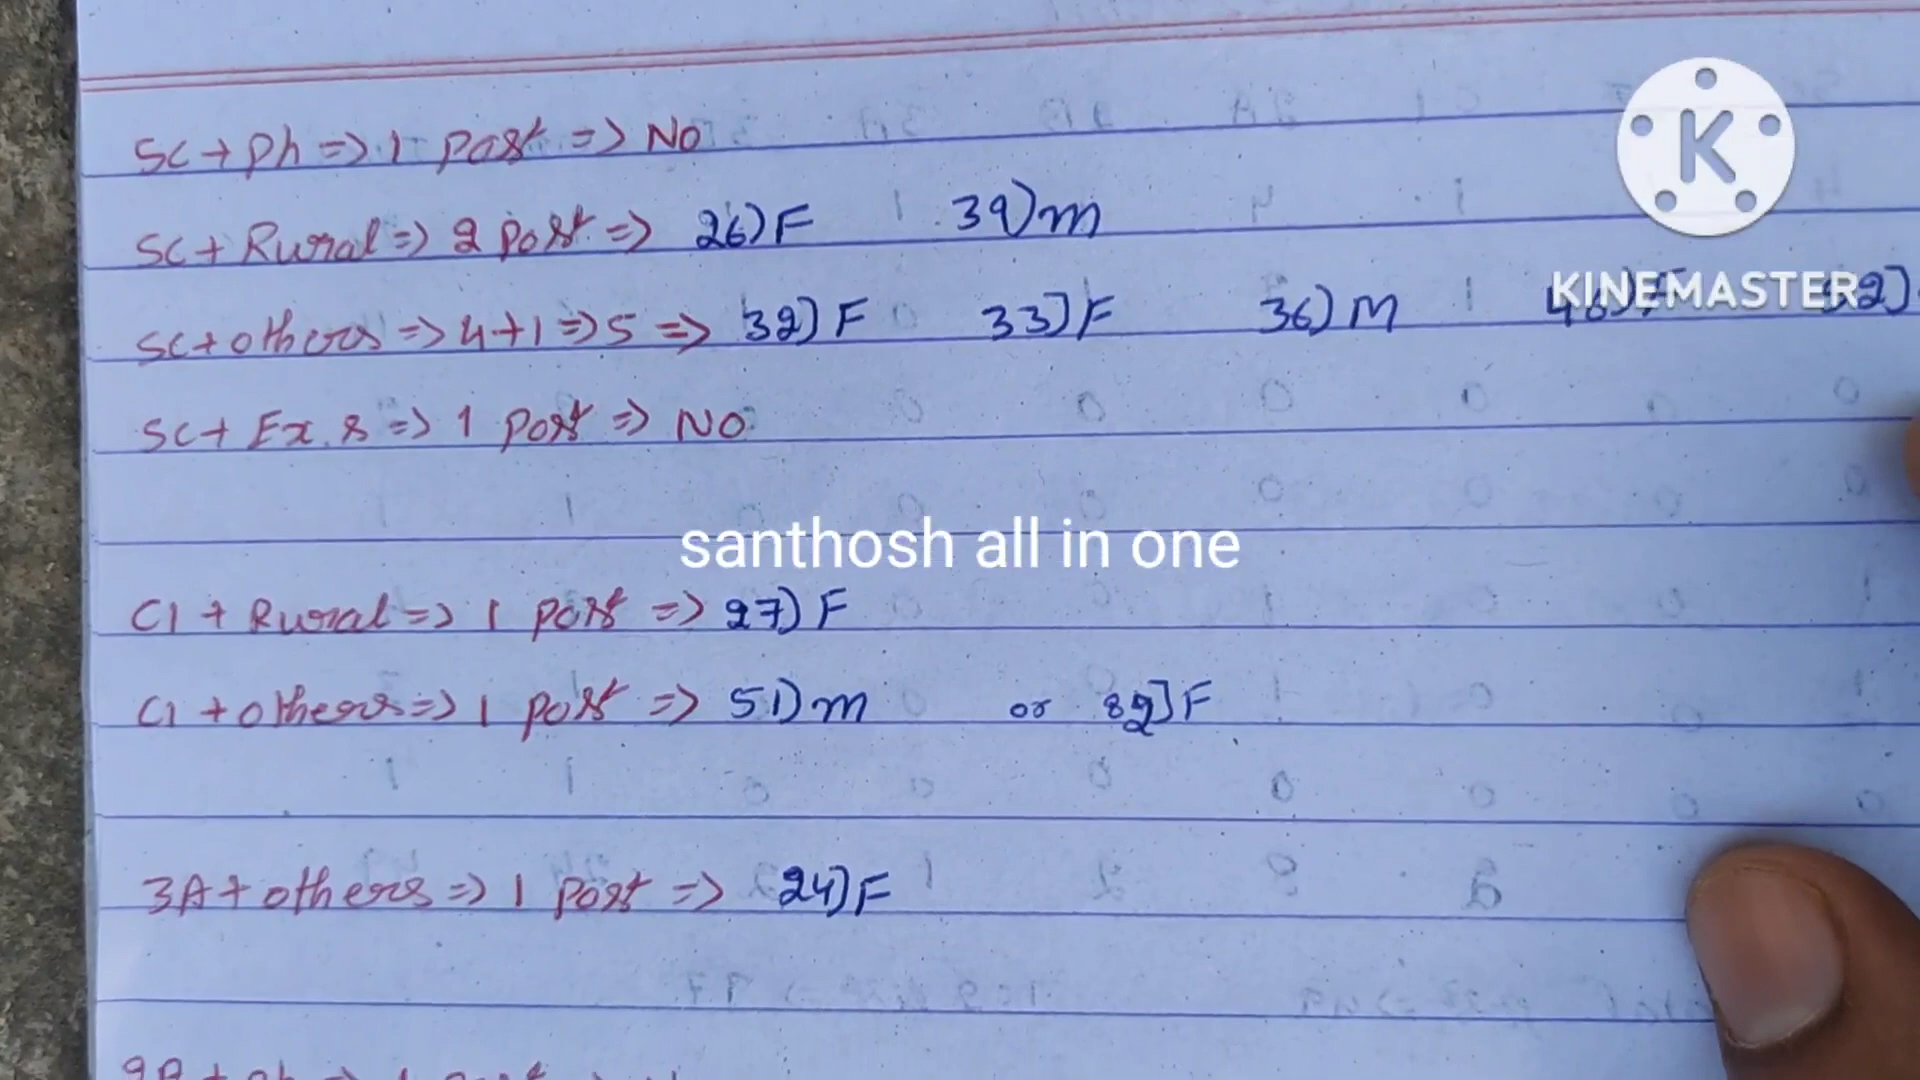 SC + Ph => 1 post => NO
SC + Rural => 2 post => 26) F 39) m
SC + others => 4+1 => 5 => 32] F 33] F 36) M
KINEMASTER
SC + Ex. s => 1 post => NO
santhosh all in one
C1 + Rural => 1 post => 27) F
C1 + others => 1 post => 51) m or 82] F
3A + others => 1 post => 24) F